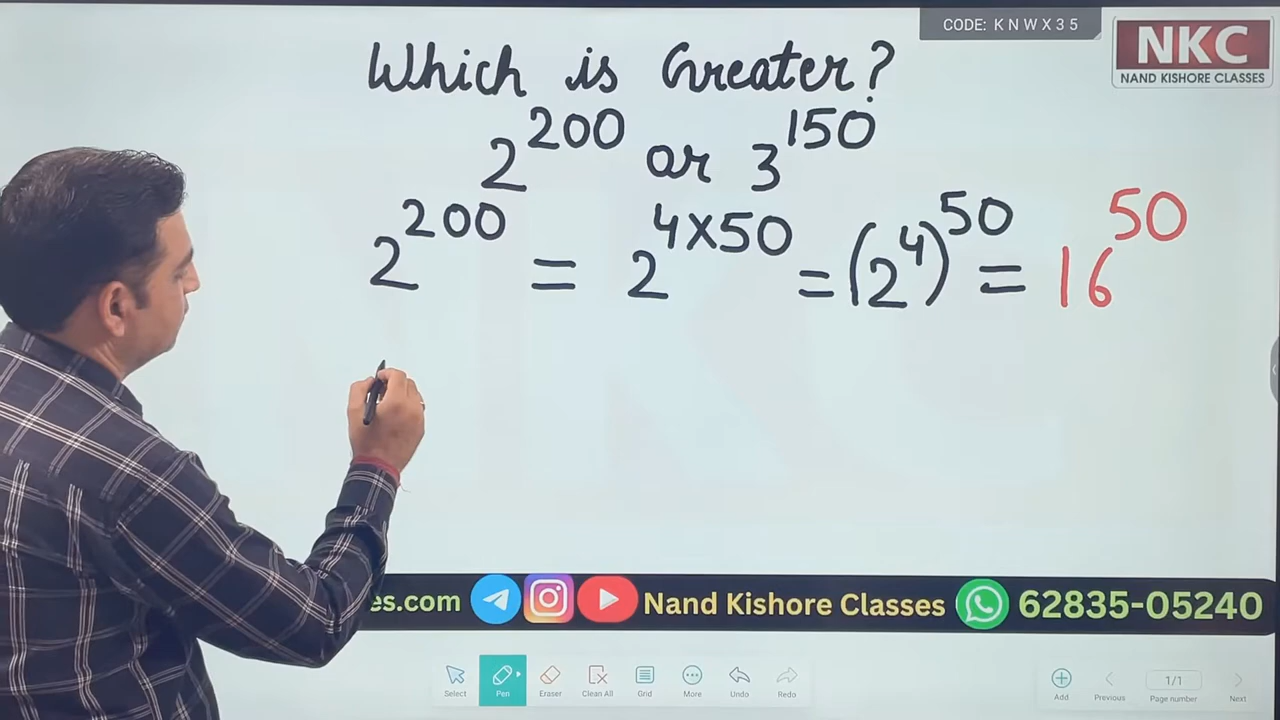 CODE: K N W X 3 5
NKC
NAND KISHORE CLASSES
Which is Greater?
2^200 or 3^150
2^200 = 2^4×50 = (2^4)^50 = 16^50
es.com Nand Kishore Classes 62835-05240
Select Pen Eraser Clean All Grid More Undo Redo Add Previous 1/1 Page number Next